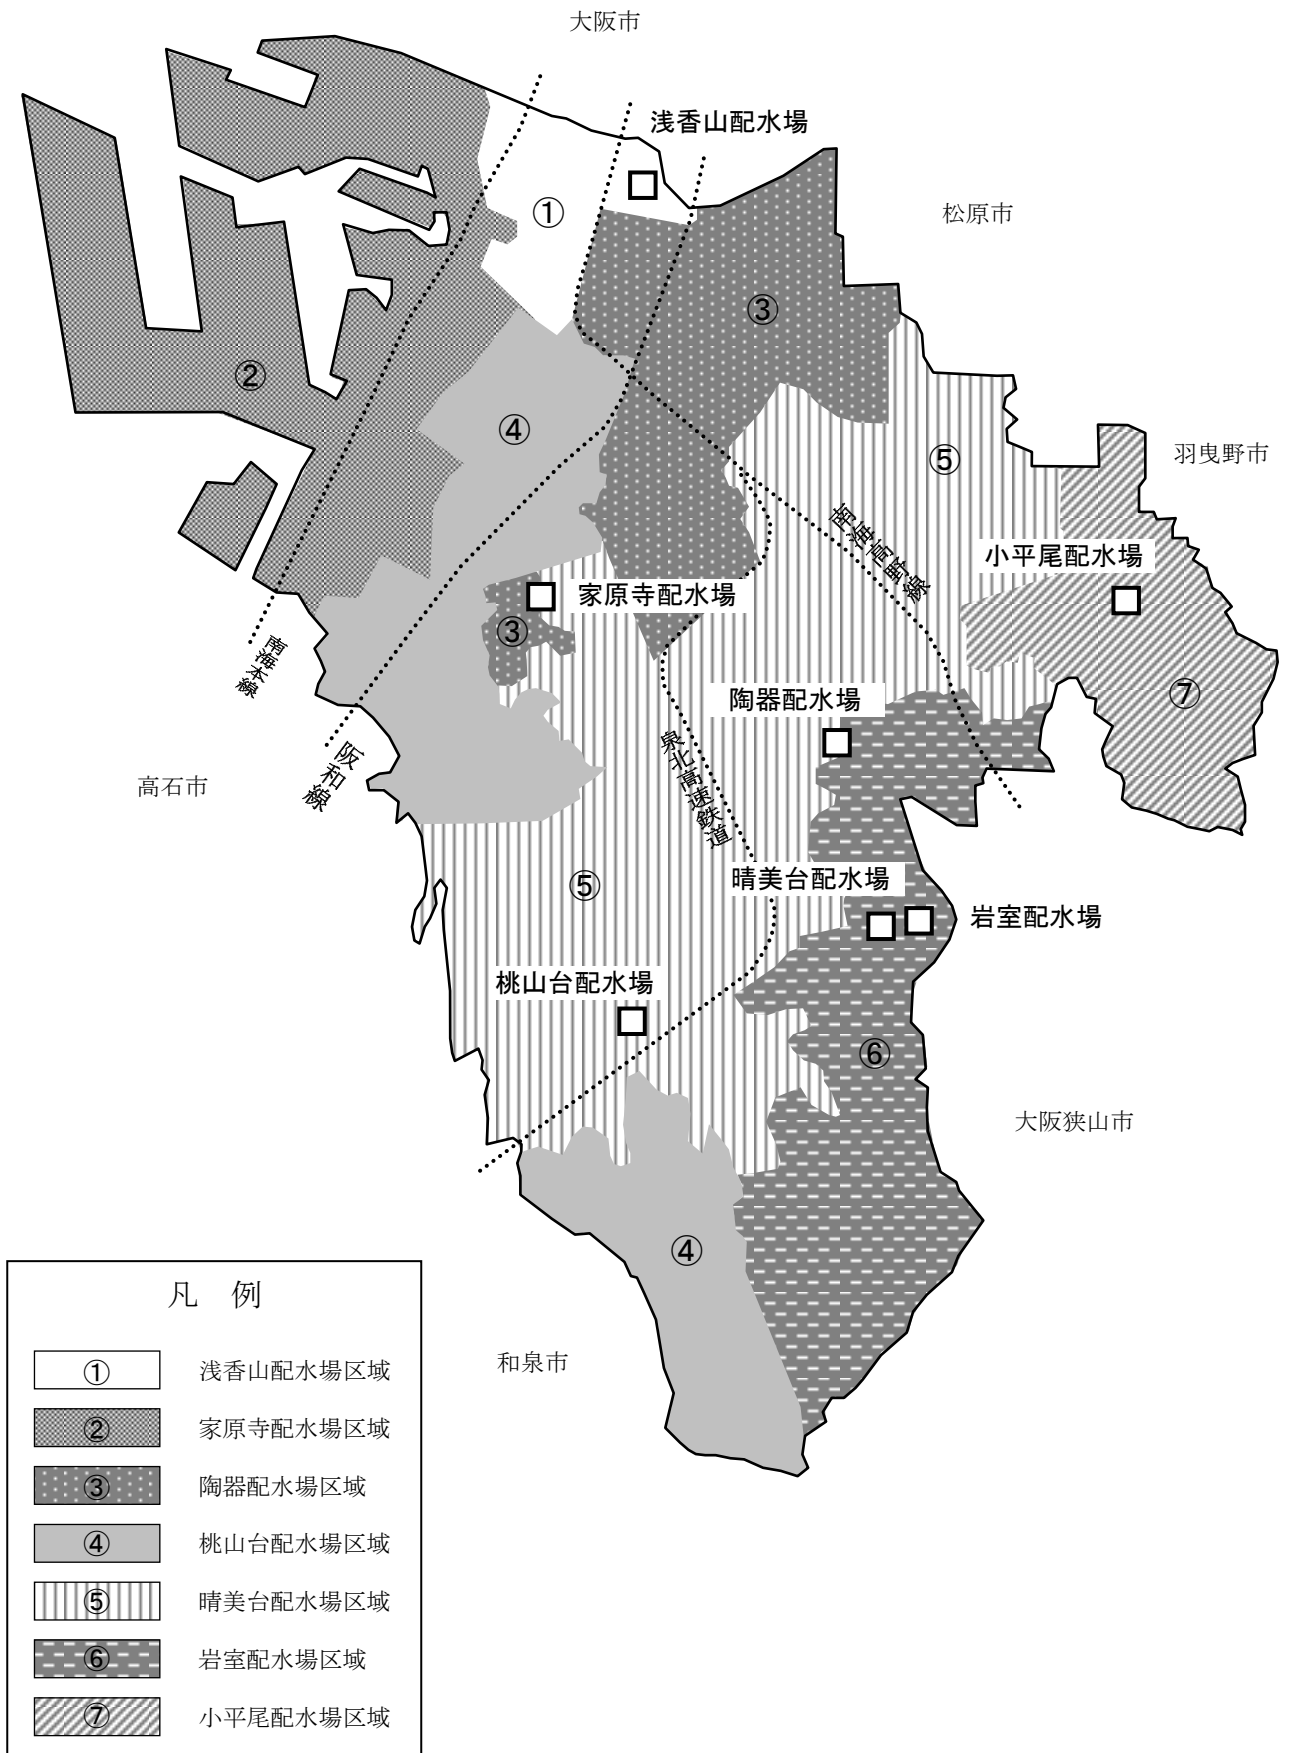 大阪市
浅香山配水場
①
松原市
③
②
④
⑤
羽曳野市
南海高野線
小平尾配水場
家原寺配水場
③
南海本線
陶器配水場
⑦
阪和線
泉北高速鉄道
高石市
晴美台配水場
⑤
岩室配水場
桃山台配水場
⑥
大阪狭山市
④
和泉市
凡 例
① 浅香山配水場区域
② 家原寺配水場区域
③ 陶器配水場区域
④ 桃山台配水場区域
⑤ 晴美台配水場区域
⑥ 岩室配水場区域
⑦ 小平尾配水場区域